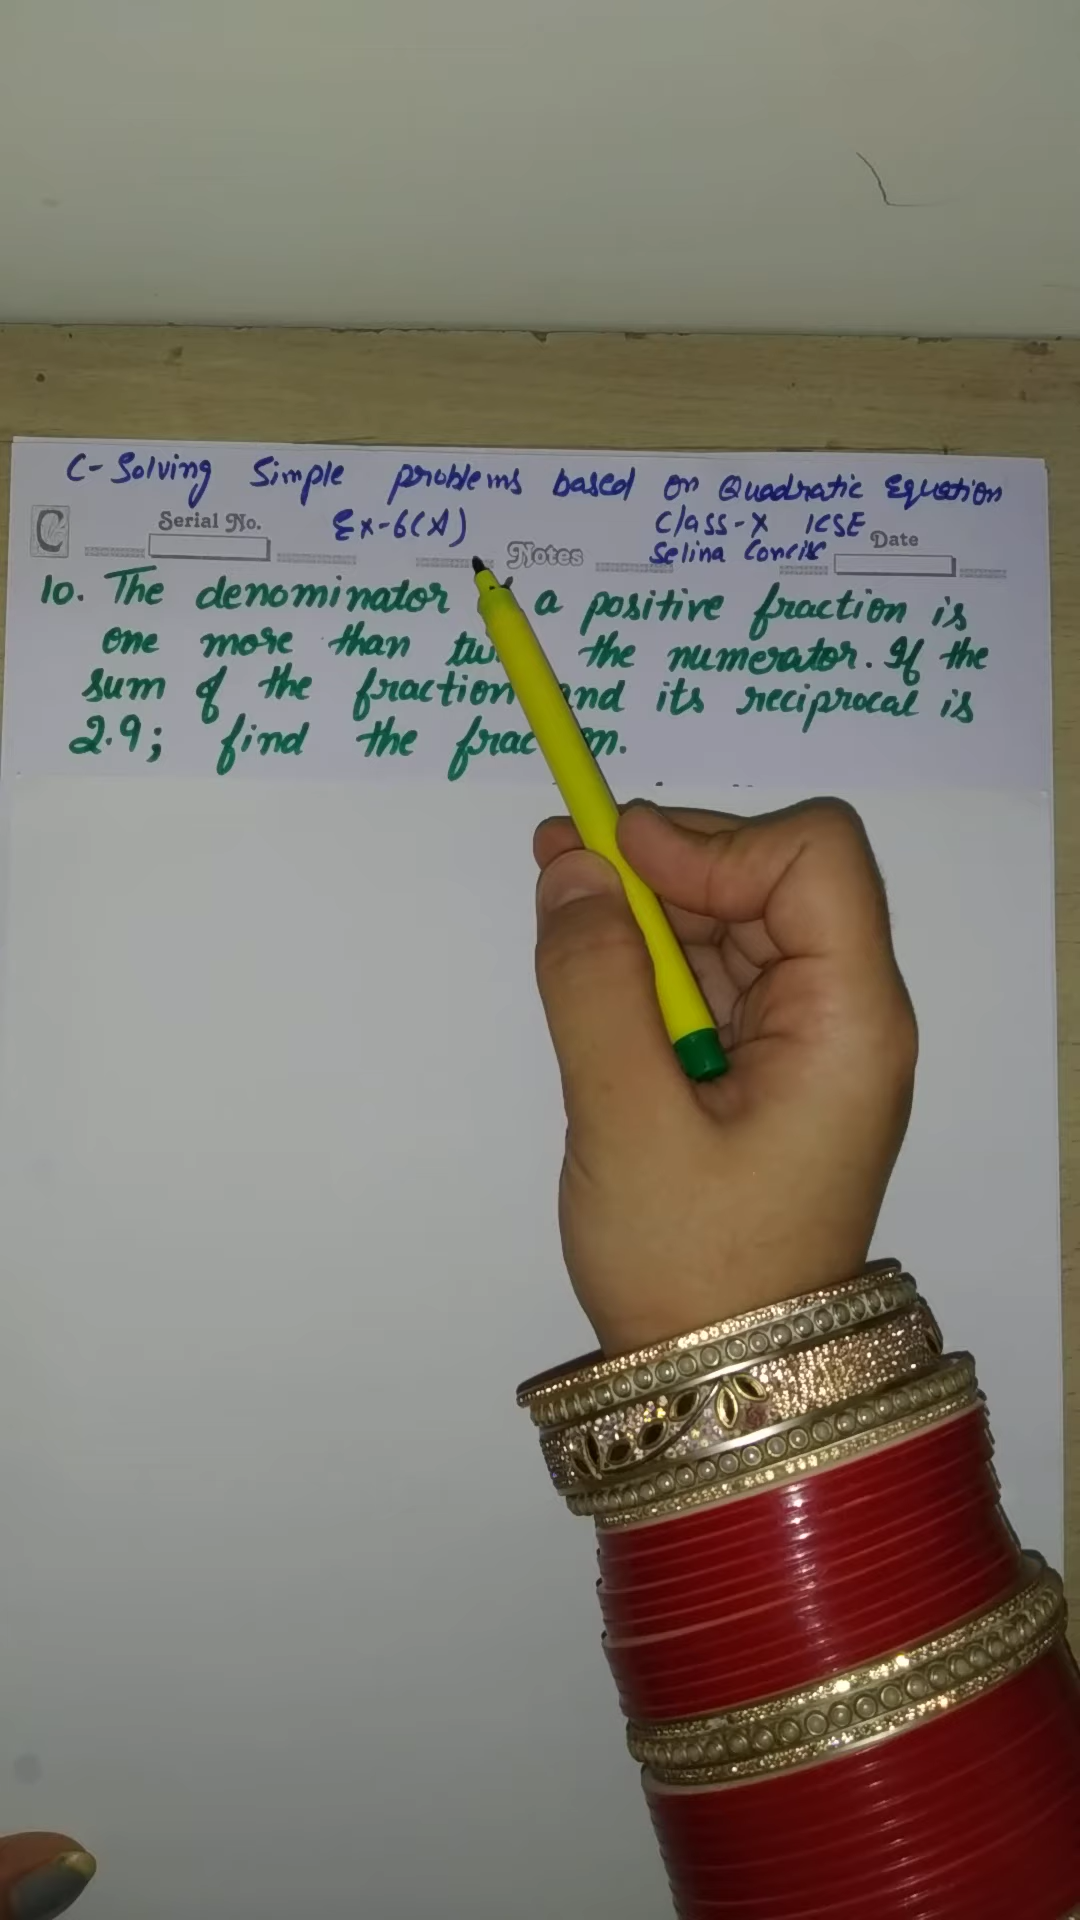 C- Solving Simple problems based on Quadratic Equation
C Serial No. Ex-6(A) Notes Class-X ICSE Date
Selina Concise
10. The denominator a positive fraction is
one more than the numerator. If the
sum of the fraction and its reciprocal is
2.9; find the fraction.